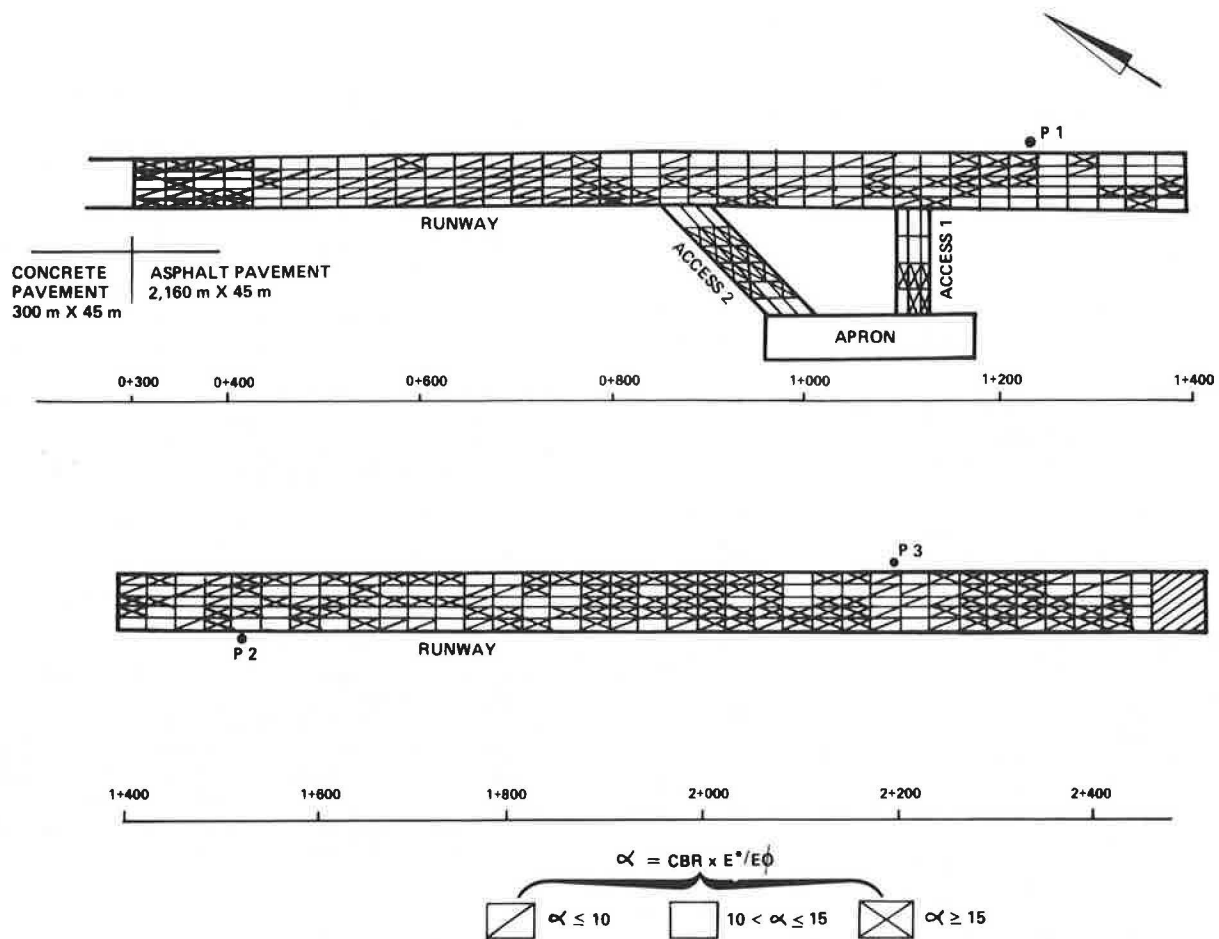 P 1
RUNWAY
CONCRETE
PAVEMENT
300 m X 45 m
ASPHALT PAVEMENT
2,160 m X 45 m
ACCESS 2
ACCESS 1
APRON
0+300 0+400 0+600 0+800 1+000 1+200 1+400
P 3
P 2
RUNWAY
1+400 1+600 1+800 2+000 2+200 2+400
α = CBR x E*/Eϕ
α ≤ 10 10 < α ≤ 15 α ≥ 15